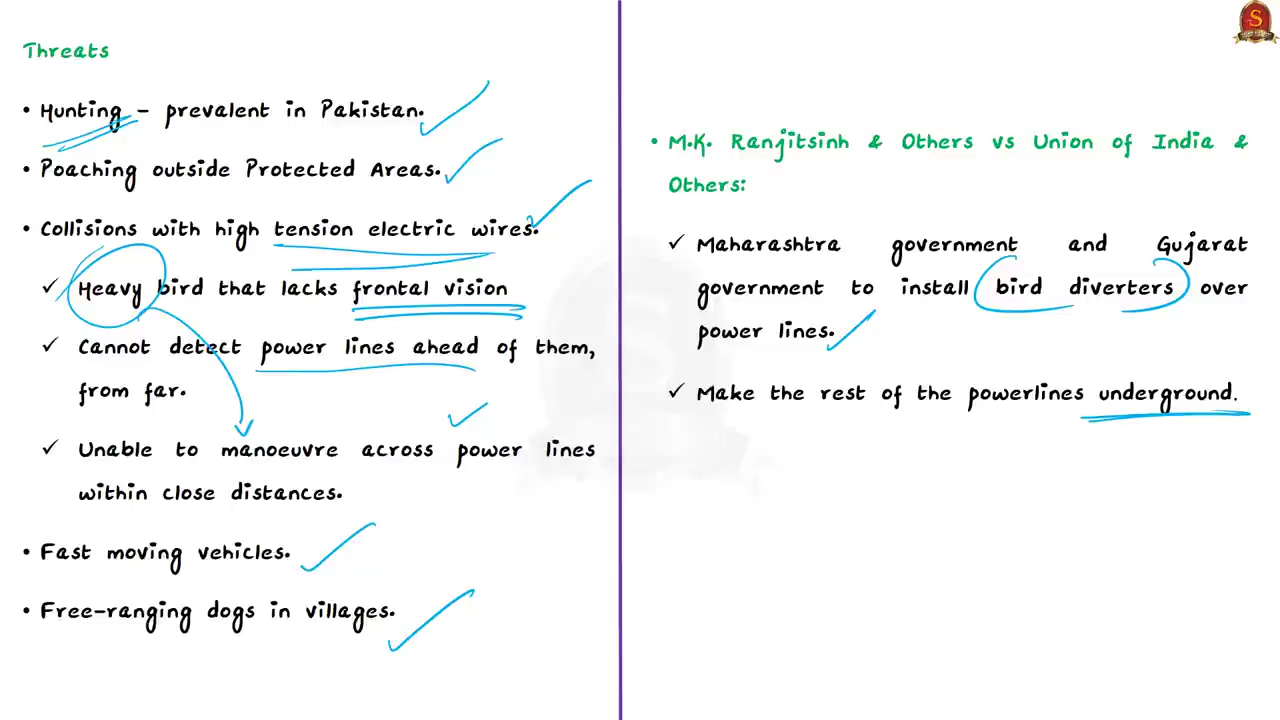 Threats
• Hunting - prevalent in Pakistan.
• Poaching outside Protected Areas.
• Collisions with high tension electric wires.
✓ Heavy bird that lacks frontal vision
✓ Cannot detect power lines ahead of them,
from far.
✓ Unable to manoeuvre across power lines
within close distances.
• Fast moving vehicles.
• Free-ranging dogs in villages.
• M.K. Ranjitsinh & Others vs Union of India &
Others:
✓ Maharashtra government and Gujarat
government to install bird diverters over
power lines.
✓ Make the rest of the powerlines underground.
S